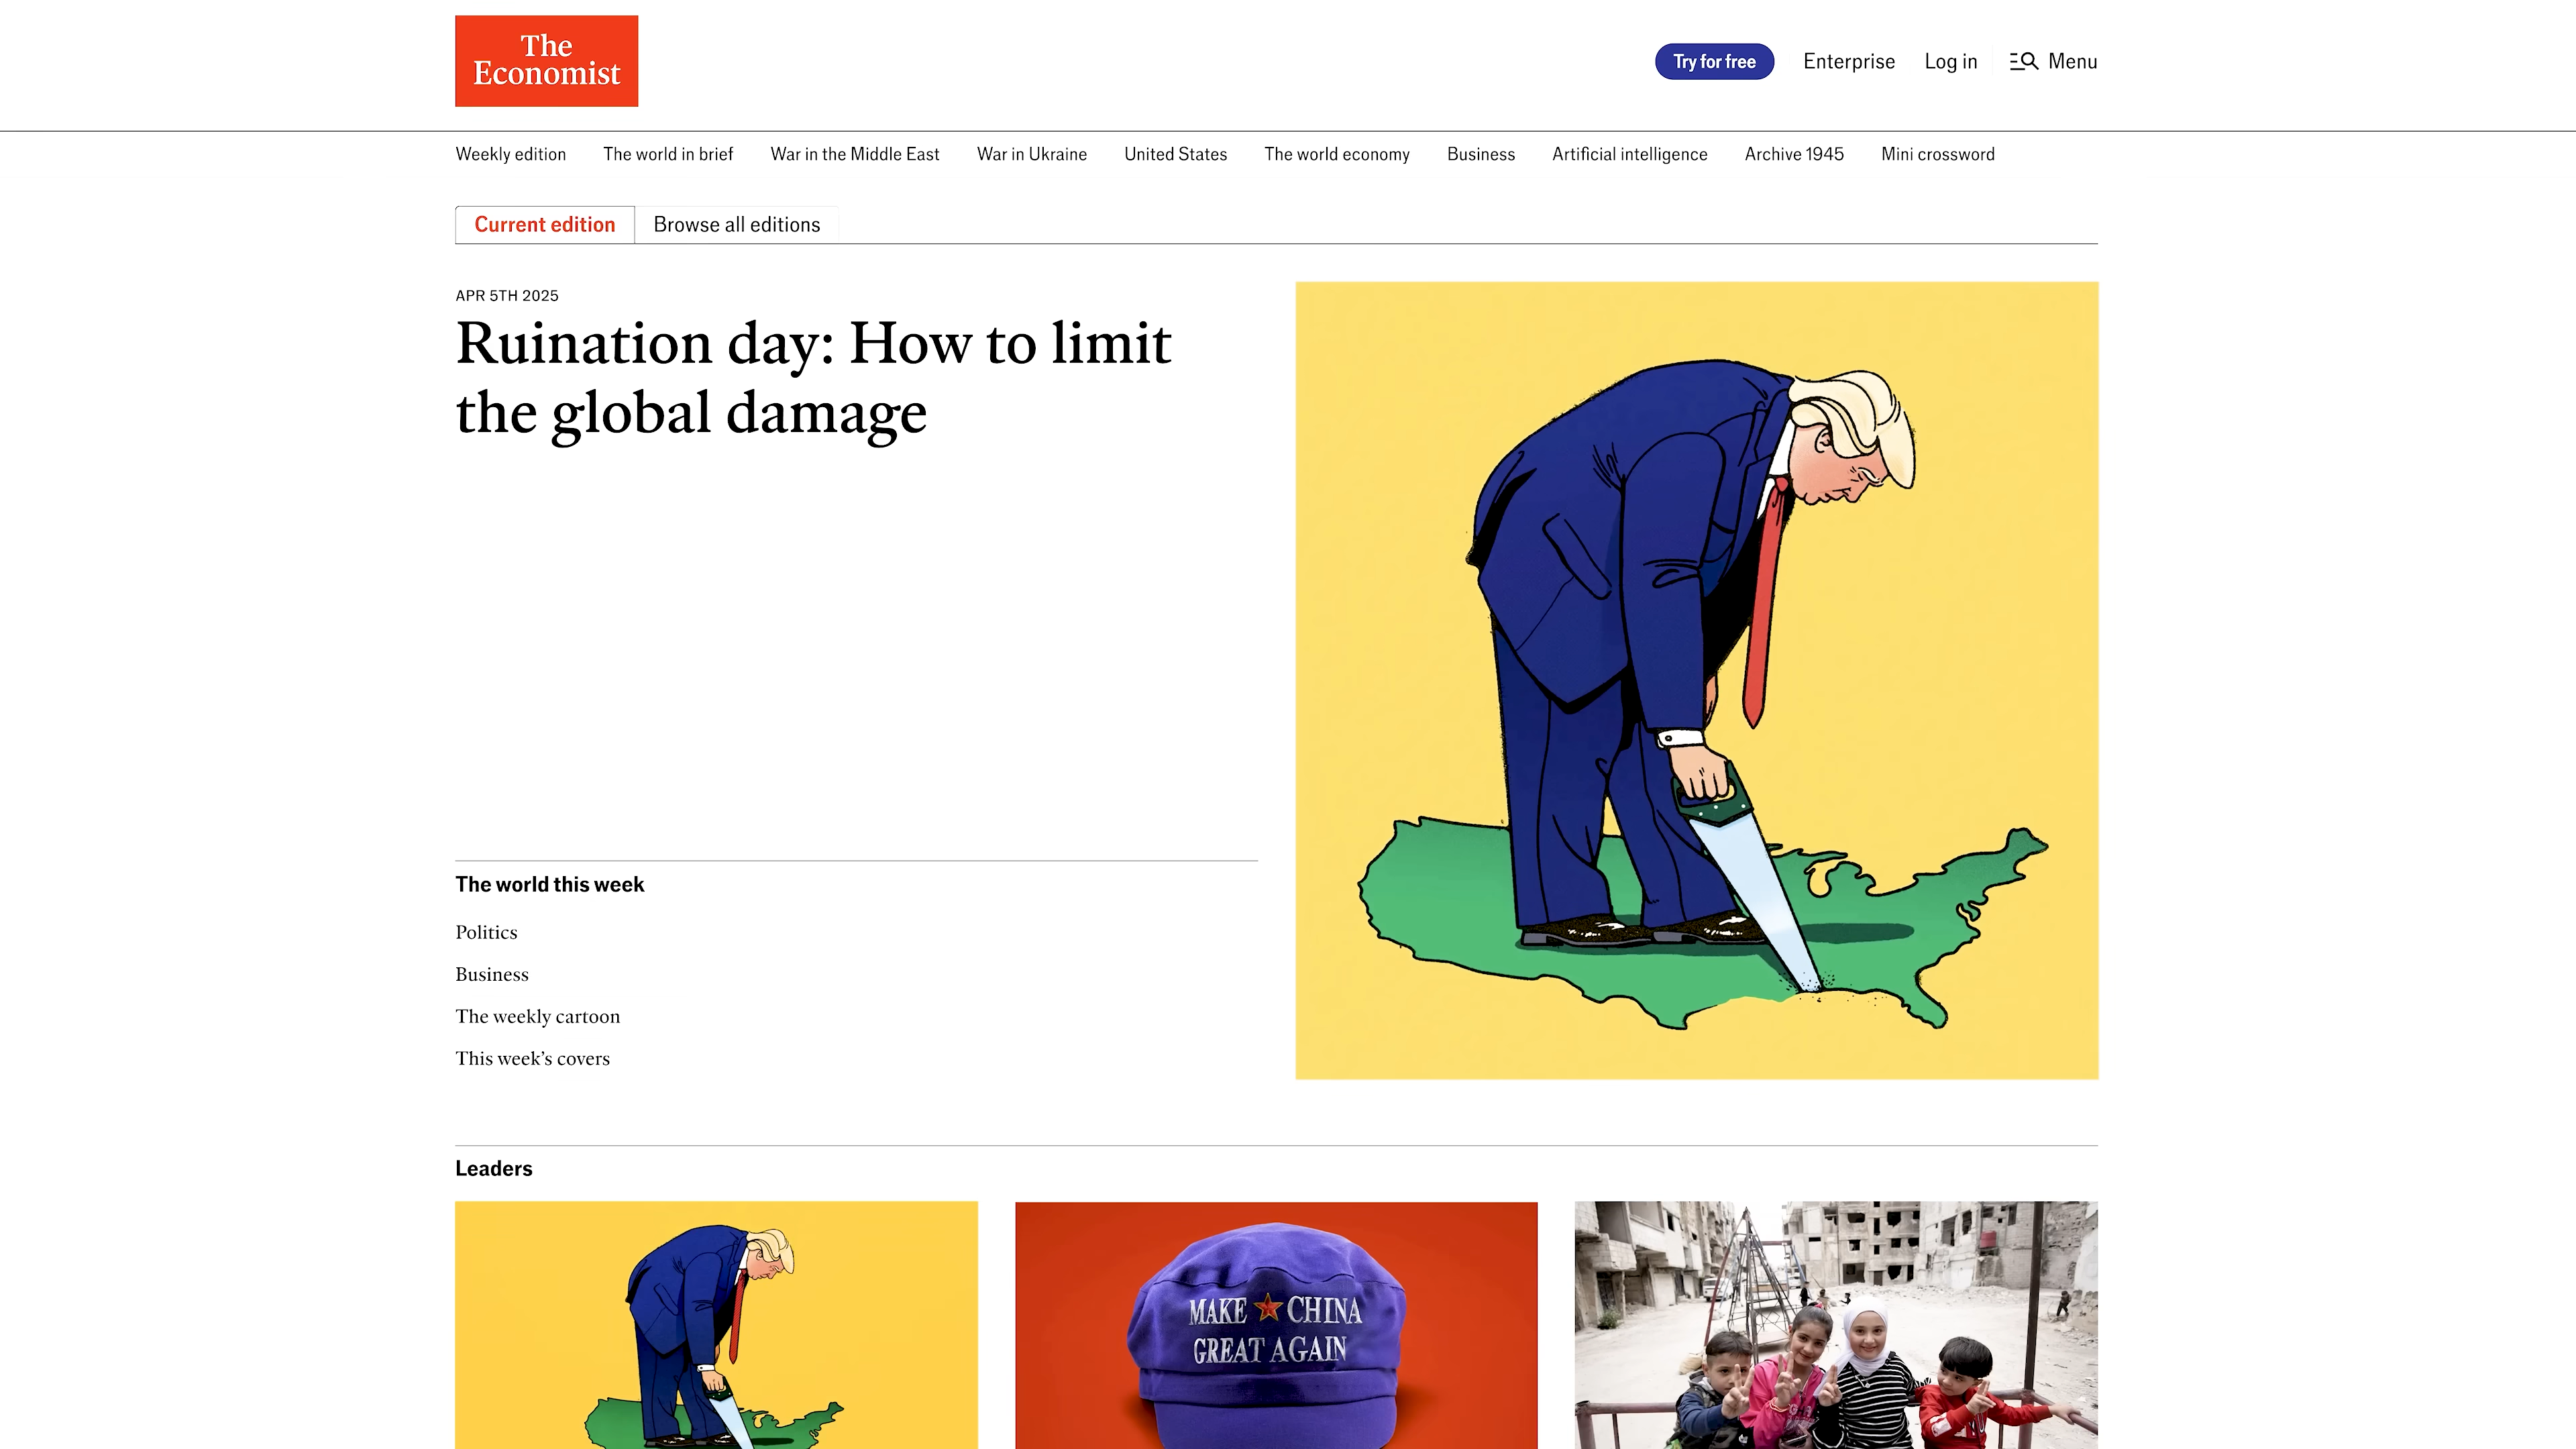 The
Economist
Try for free
Enterprise
Log in
Menu
Weekly edition
The world in brief
War in the Middle East
War in Ukraine
United States
The world economy
Business
Artificial intelligence
Archive 1945
Mini crossword
Current edition
Browse all editions
APR 5TH 2025
Ruination day: How to limit
the global damage
The world this week
Politics
Business
The weekly cartoon
This week’s covers
Leaders
MAKE CHINA
GREAT AGAIN